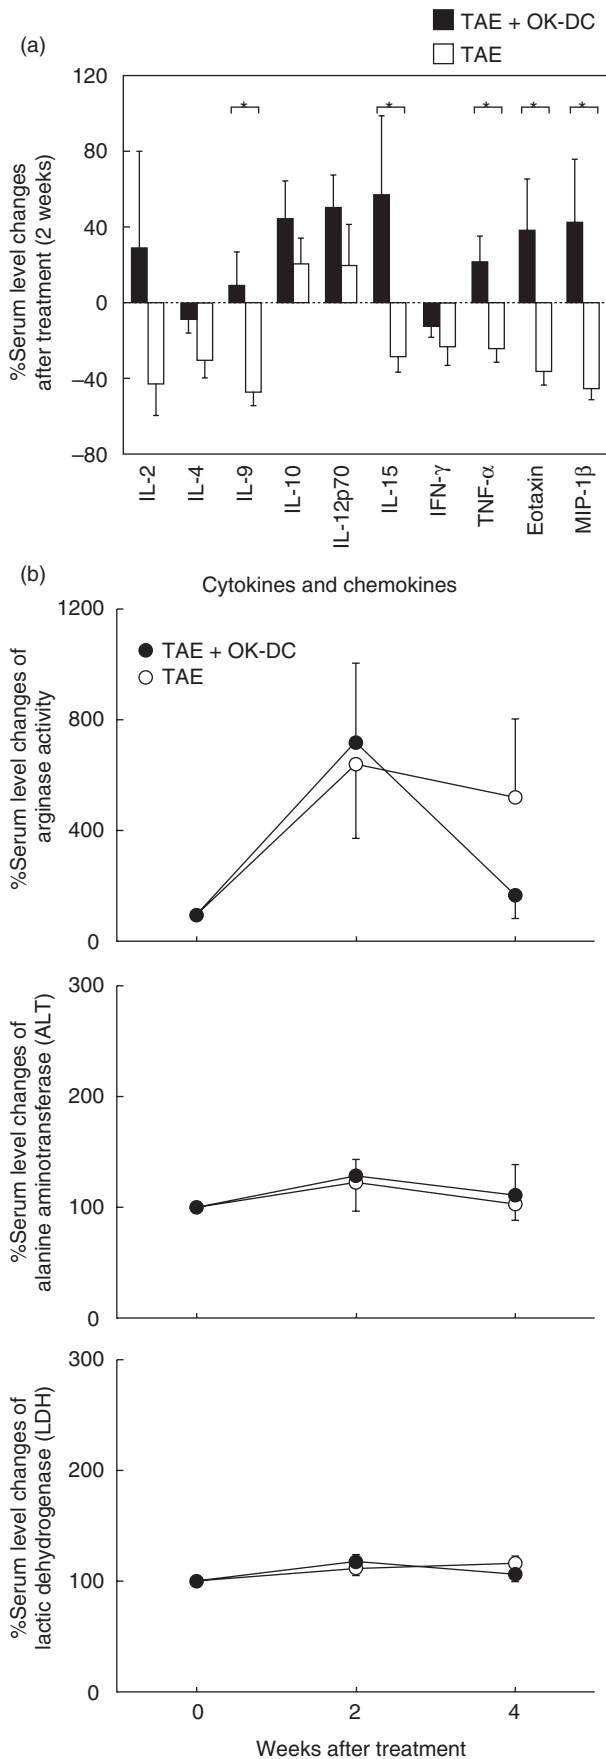 (a)
TAE + OK-DC
TAE
%Serum level changes
after treatment (2 weeks)
120
80
40
0
–40
–80
* * * * *
IL-2
IL-4
IL-9
IL-10
IL-12p70
IL-15
IFN-γ
TNF-α
Eotaxin
MIP-1β
Cytokines and chemokines
(b)
TAE + OK-DC
TAE
%Serum level changes of
arginase activity
1200
800
400
0
%Serum level changes of
alanine aminotransferase (ALT)
300
200
100
0
%Serum level changes of
lactic dehydrogenase (LDH)
300
200
100
0
0 2 4
Weeks after treatment